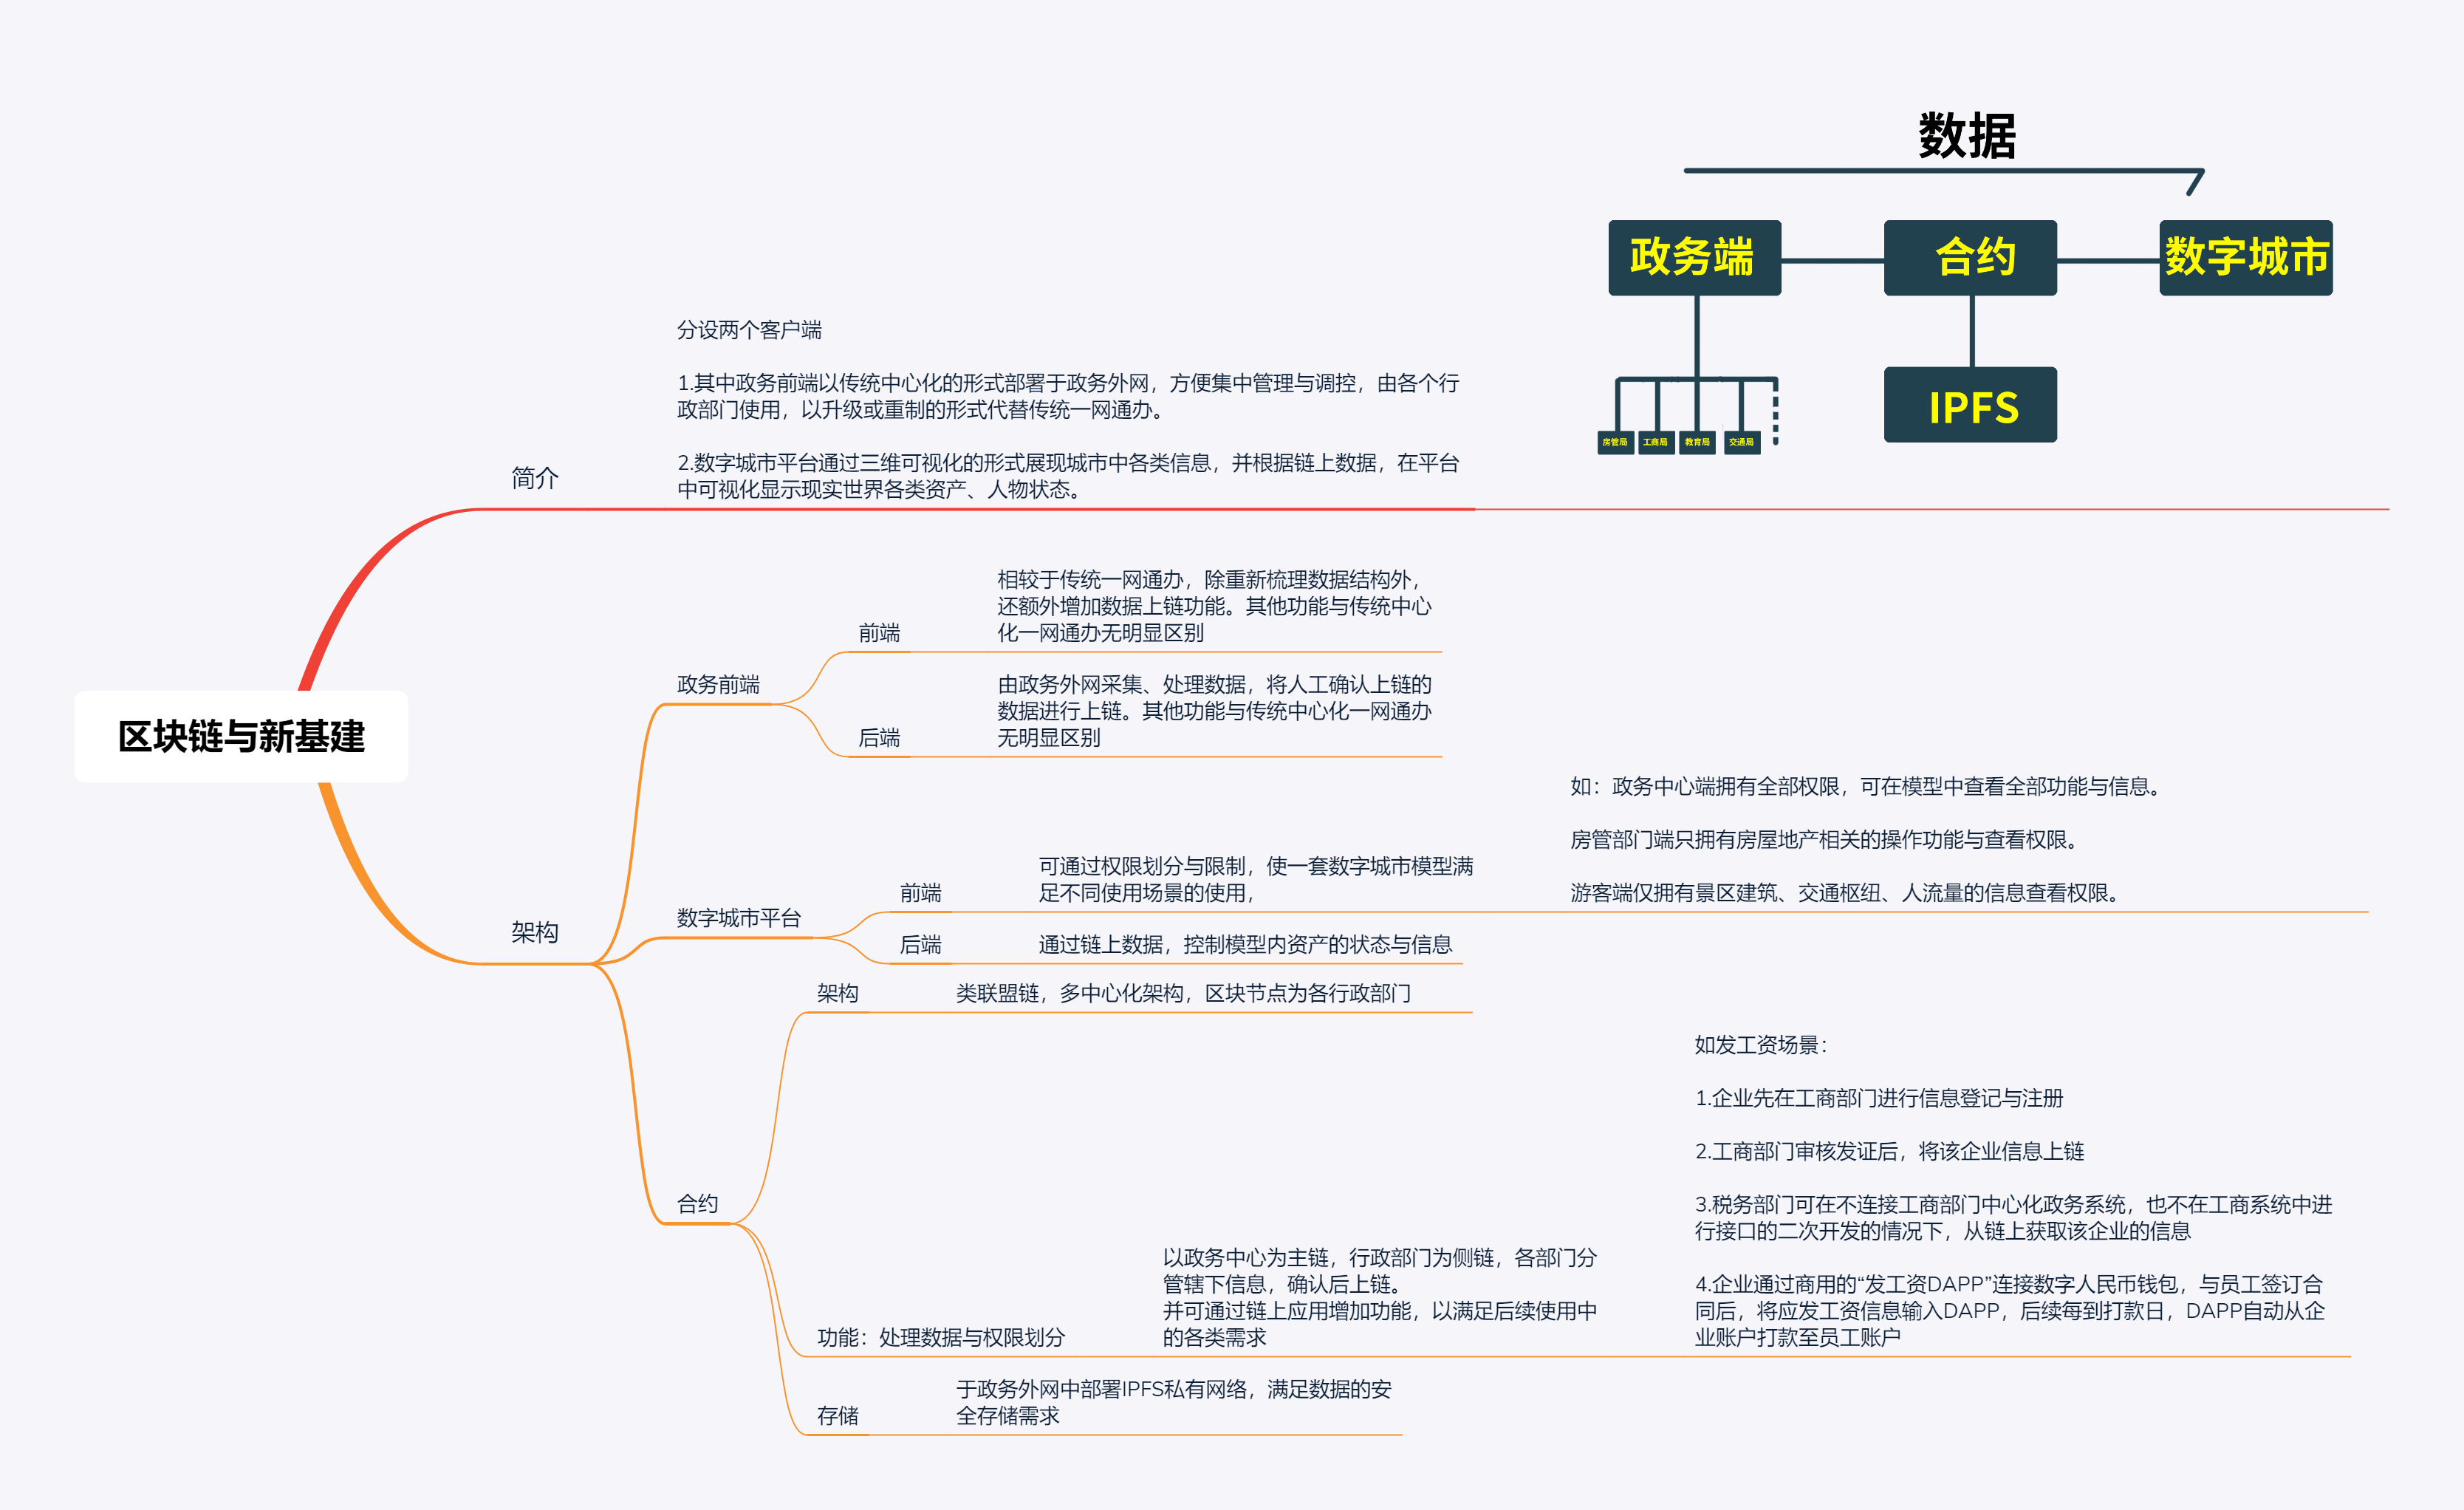 数据
政务端
合约
数字城市
IPFS
房管局
工商局
教育局
交通局
区块链与新基建
简介
分设两个客户端
1.其中政务前端以传统中心化的形式部署于政务外网，方便集中管理与调控，由各个行
政部门使用，以升级或重制的形式代替传统一网通办。
2.数字城市平台通过三维可视化的形式展现城市中各类信息，并根据链上数据，在平台
中可视化显示现实世界各类资产、人物状态。
架构
政务前端
前端
相较于传统一网通办，除重新梳理数据结构外，
还额外增加数据上链功能。其他功能与传统中心
化一网通办无明显区别
后端
由政务外网采集、处理数据，将人工确认上链的
数据进行上链。其他功能与传统中心化一网通办
无明显区别
数字城市平台
前端
可通过权限划分与限制，使一套数字城市模型满
足不同使用场景的使用，
如：政务中心端拥有全部权限，可在模型中查看全部功能与信息。
房管部门端只拥有房屋地产相关的操作功能与查看权限。
游客端仅拥有景区建筑、交通枢纽、人流量的信息查看权限。
后端
通过链上数据，控制模型内资产的状态与信息
合约
架构
类联盟链，多中心化架构，区块节点为各行政部门
功能：处理数据与权限划分
以政务中心为主链，行政部门为侧链，各部门分
管辖下信息，确认后上链。
并可通过链上应用增加功能，以满足后续使用中
的各类需求
如发工资场景：
1.企业先在工商部门进行信息登记与注册
2.工商部门审核发证后，将该企业信息上链
3.税务部门可在不连接工商部门中心化政务系统，也不在工商系统中进
行接口的二次开发的情况下，从链上获取该企业的信息
4.企业通过商用的“发工资DAPP”连接数字人民币钱包，与员工签订合
同后，将应发工资信息输入DAPP，后续每到打款日，DAPP自动从企
业账户打款至员工账户
存储
于政务外网中部署IPFS私有网络，满足数据的安
全存储需求